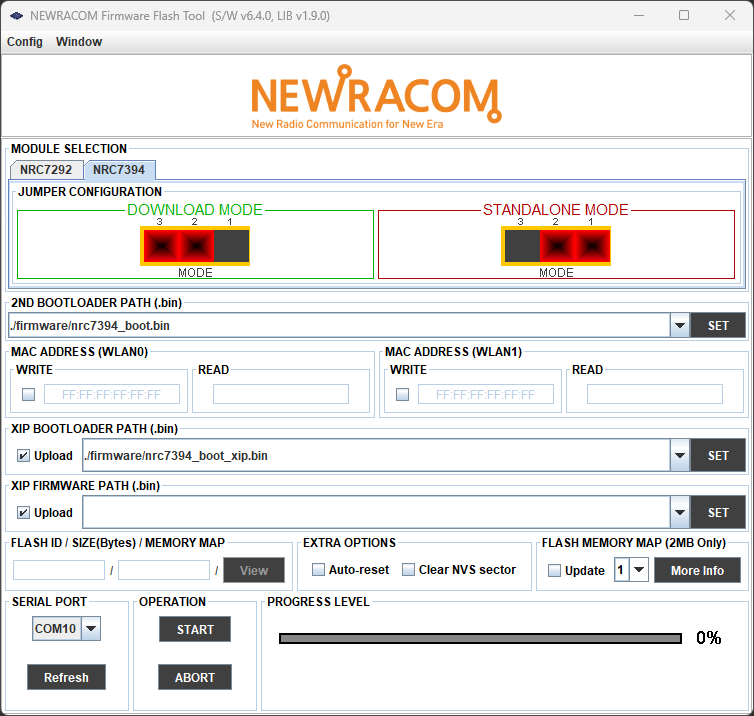 NEWRACOM Firmware Flash Tool (S/W v6.4.0, LIB v1.9.0)
Config Window
NEWRACOM
New Radio Communication for New Era
MODULE SELECTION
NRC7292 NRC7394
JUMPER CONFIGURATION
DOWNLOAD MODE STANDALONE MODE
3 2 1 3 2 1
MODE MODE
2ND BOOTLOADER PATH (.bin)
./firmware/nrc7394_boot.bin SET
MAC ADDRESS (WLAN0) MAC ADDRESS (WLAN1)
WRITE READ WRITE READ
FF:FF:FF:FF:FF:FF FF:FF:FF:FF:FF:FF
XIP BOOTLOADER PATH (.bin)
Upload ./firmware/nrc7394_boot_xip.bin SET
XIP FIRMWARE PATH (.bin)
Upload SET
FLASH ID / SIZE(Bytes) / MEMORY MAP EXTRA OPTIONS FLASH MEMORY MAP (2MB Only)
/ / View Auto-reset Clear NVS sector Update 1 More Info
SERIAL PORT OPERATION PROGRESS LEVEL
COM10 START 0%
Refresh ABORT